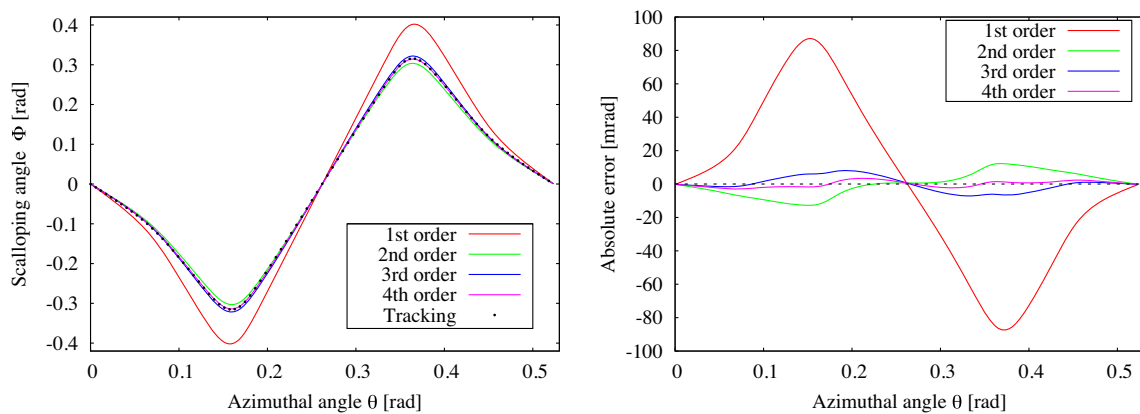 Scalloping angle Φ [rad]
0.4
0.3
0.2
0.1
0
-0.1
-0.2
-0.3
-0.4
1st order
2nd order
3rd order
4th order
Tracking
0 0.1 0.2 0.3 0.4 0.5
Azimuthal angle θ [rad]
Absolute error [mrad]
100
80
60
40
20
0
-20
-40
-60
-80
-100
1st order
2nd order
3rd order
4th order
0 0.1 0.2 0.3 0.4 0.5
Azimuthal angle θ [rad]